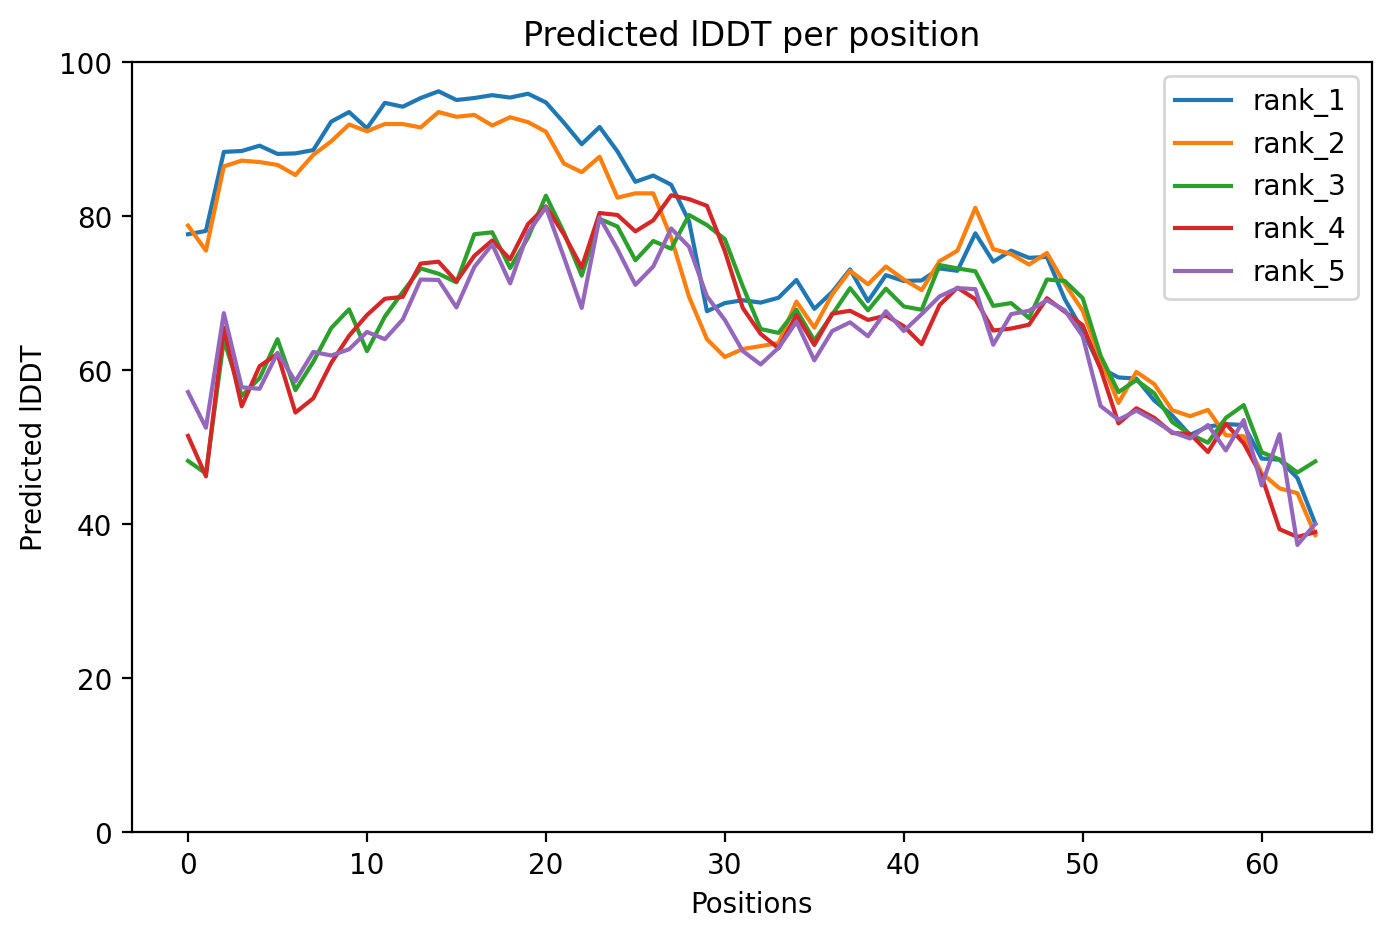 Predicted lDDT per position
100
80
60
40
20
0
Predicted lDDT
0 10 20 30 40 50 60
Positions
rank_1
rank_2
rank_3
rank_4
rank_5